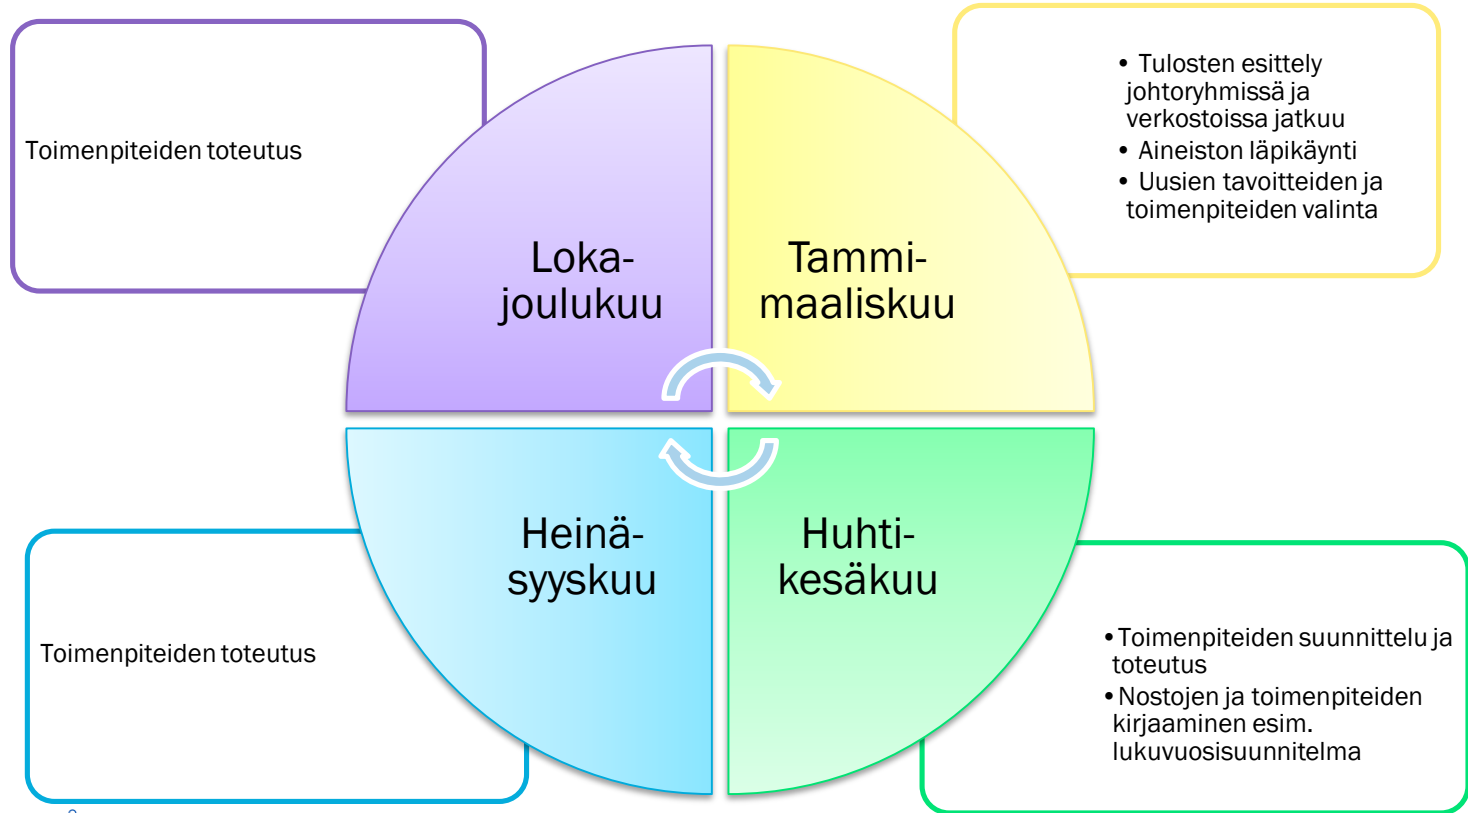 Toimenpiteiden toteutus
Loka-
joulukuu
Tammi-
maaliskuu
• Tulosten esittely
johtoryhmissä ja
verkostoissa jatkuu
• Aineiston läpikäynti
• Uusien tavoitteiden ja
toimenpiteiden valinta
Toimenpiteiden toteutus
Heinä-
syyskuu
Huhti-
kesäkuu
• Toimenpiteiden suunnittelu ja
toteutus
• Nostojen ja toimenpiteiden
kirjaaminen esim.
lukuvuosisuunnitelma